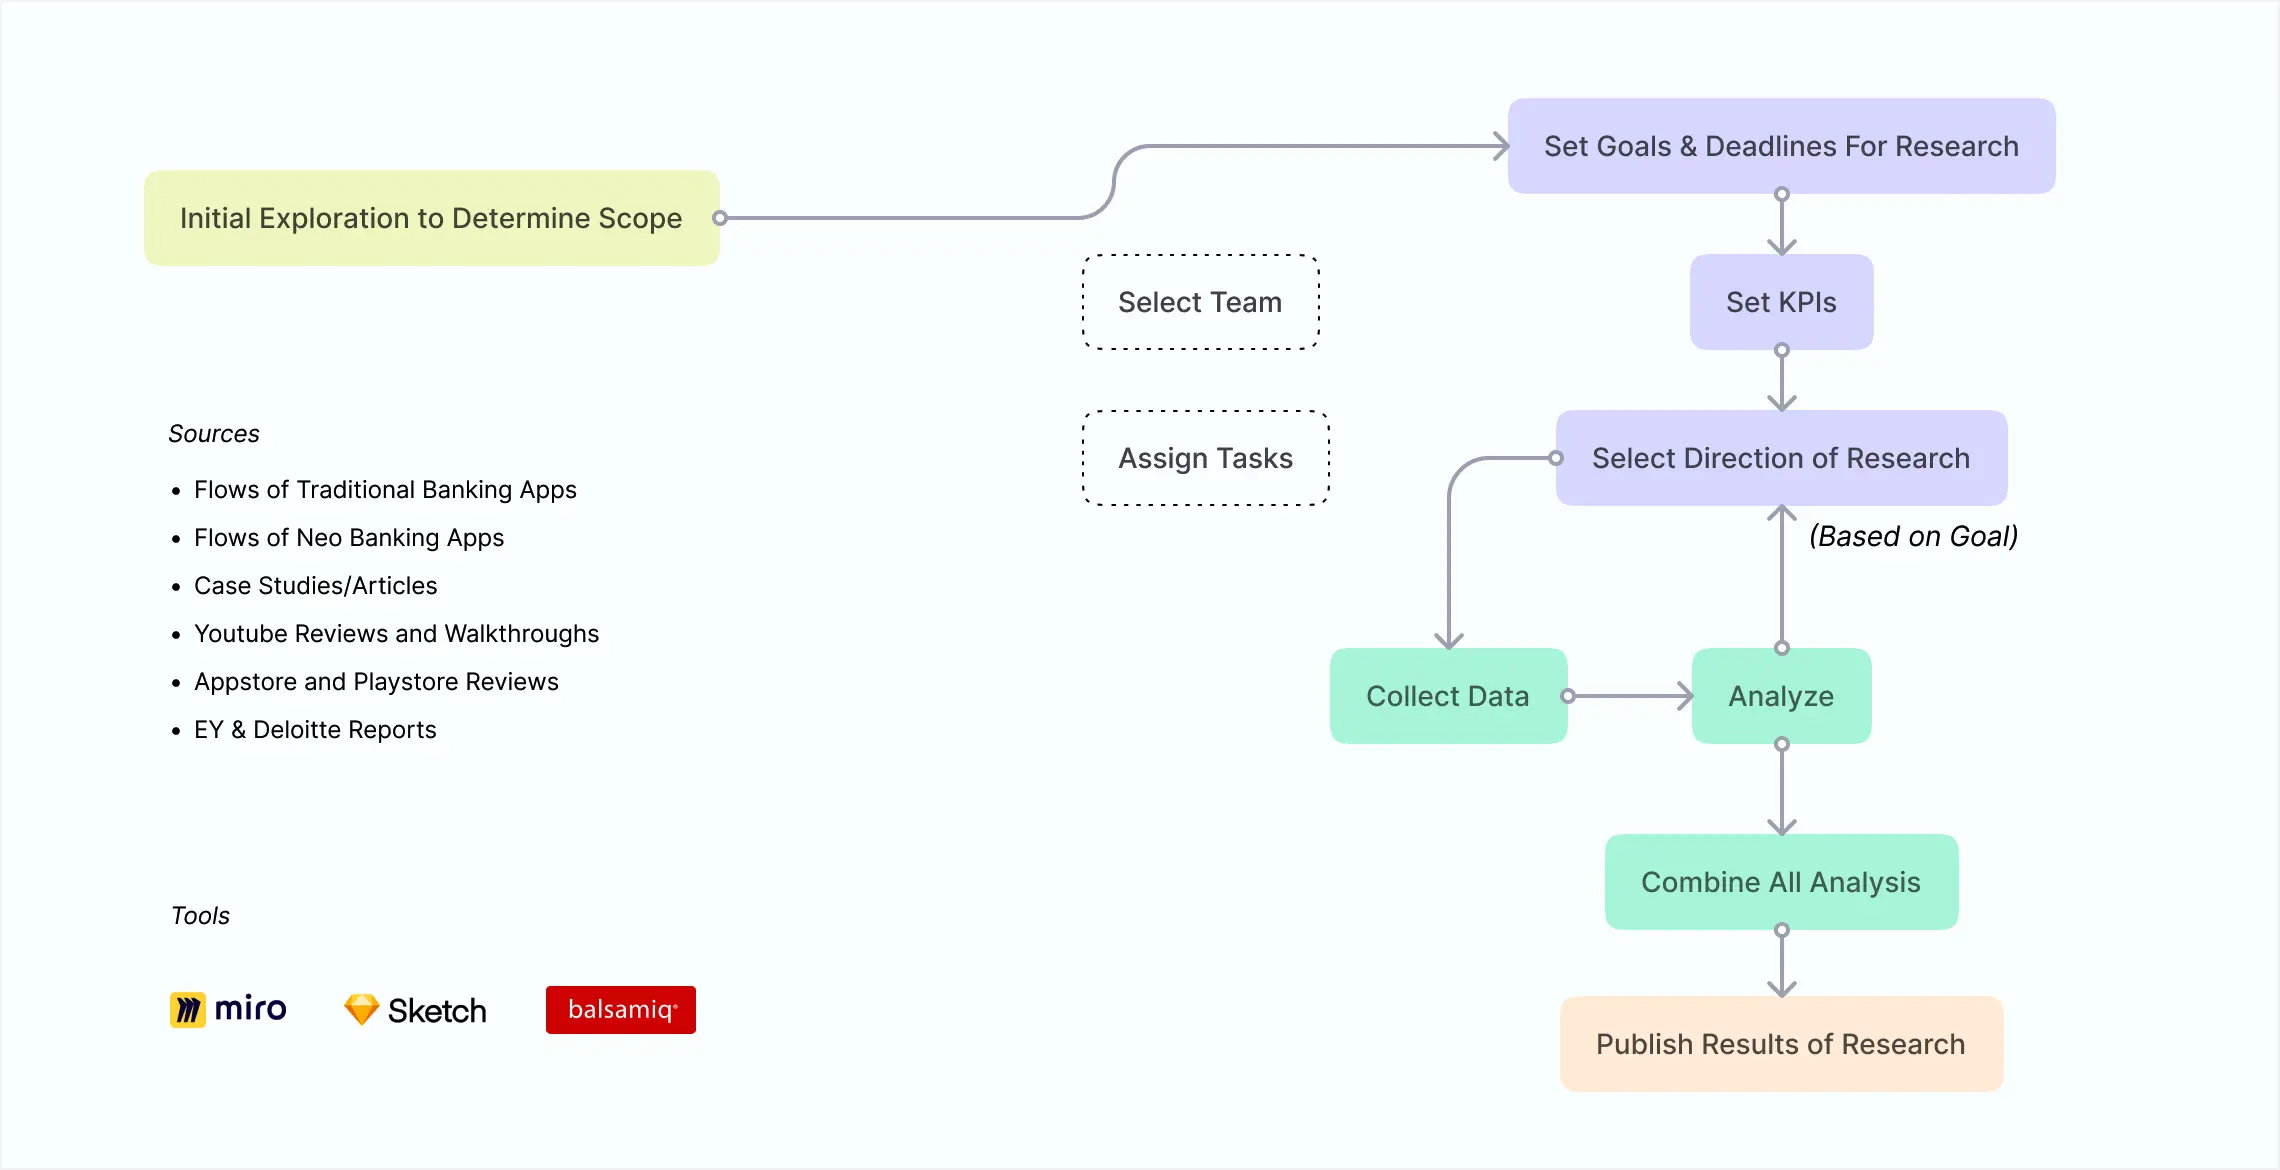 Initial Exploration to Determine Scope
Set Goals & Deadlines For Research
Select Team
Set KPIs
Assign Tasks
Select Direction of Research
(Based on Goal)
Collect Data
Analyze
Combine All Analysis
Publish Results of Research
Sources
• Flows of Traditional Banking Apps
• Flows of Neo Banking Apps
• Case Studies/Articles
• Youtube Reviews and Walkthroughs
• Appstore and Playstore Reviews
• EY & Deloitte Reports
Tools
miro
Sketch
balsamiq®